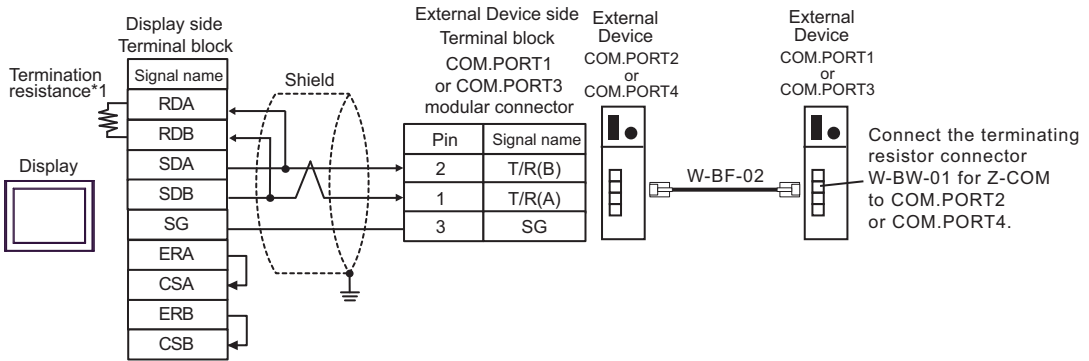 Display side
Terminal block
Termination
resistance*1
Signal name
RDA
RDB
SDA
SDB
SG
ERA
CSA
ERB
CSB
Display
Shield
External Device side
Terminal block
COM.PORT1
or COM.PORT3
modular connector
Pin
Signal name
2
T/R(B)
1
T/R(A)
3
SG
External
Device
COM.PORT2
or
COM.PORT4
W-BF-02
External
Device
COM.PORT1
or
COM.PORT3
Connect the terminating
resistor connector
W-BW-01 for Z-COM
to COM.PORT2
or COM.PORT4.